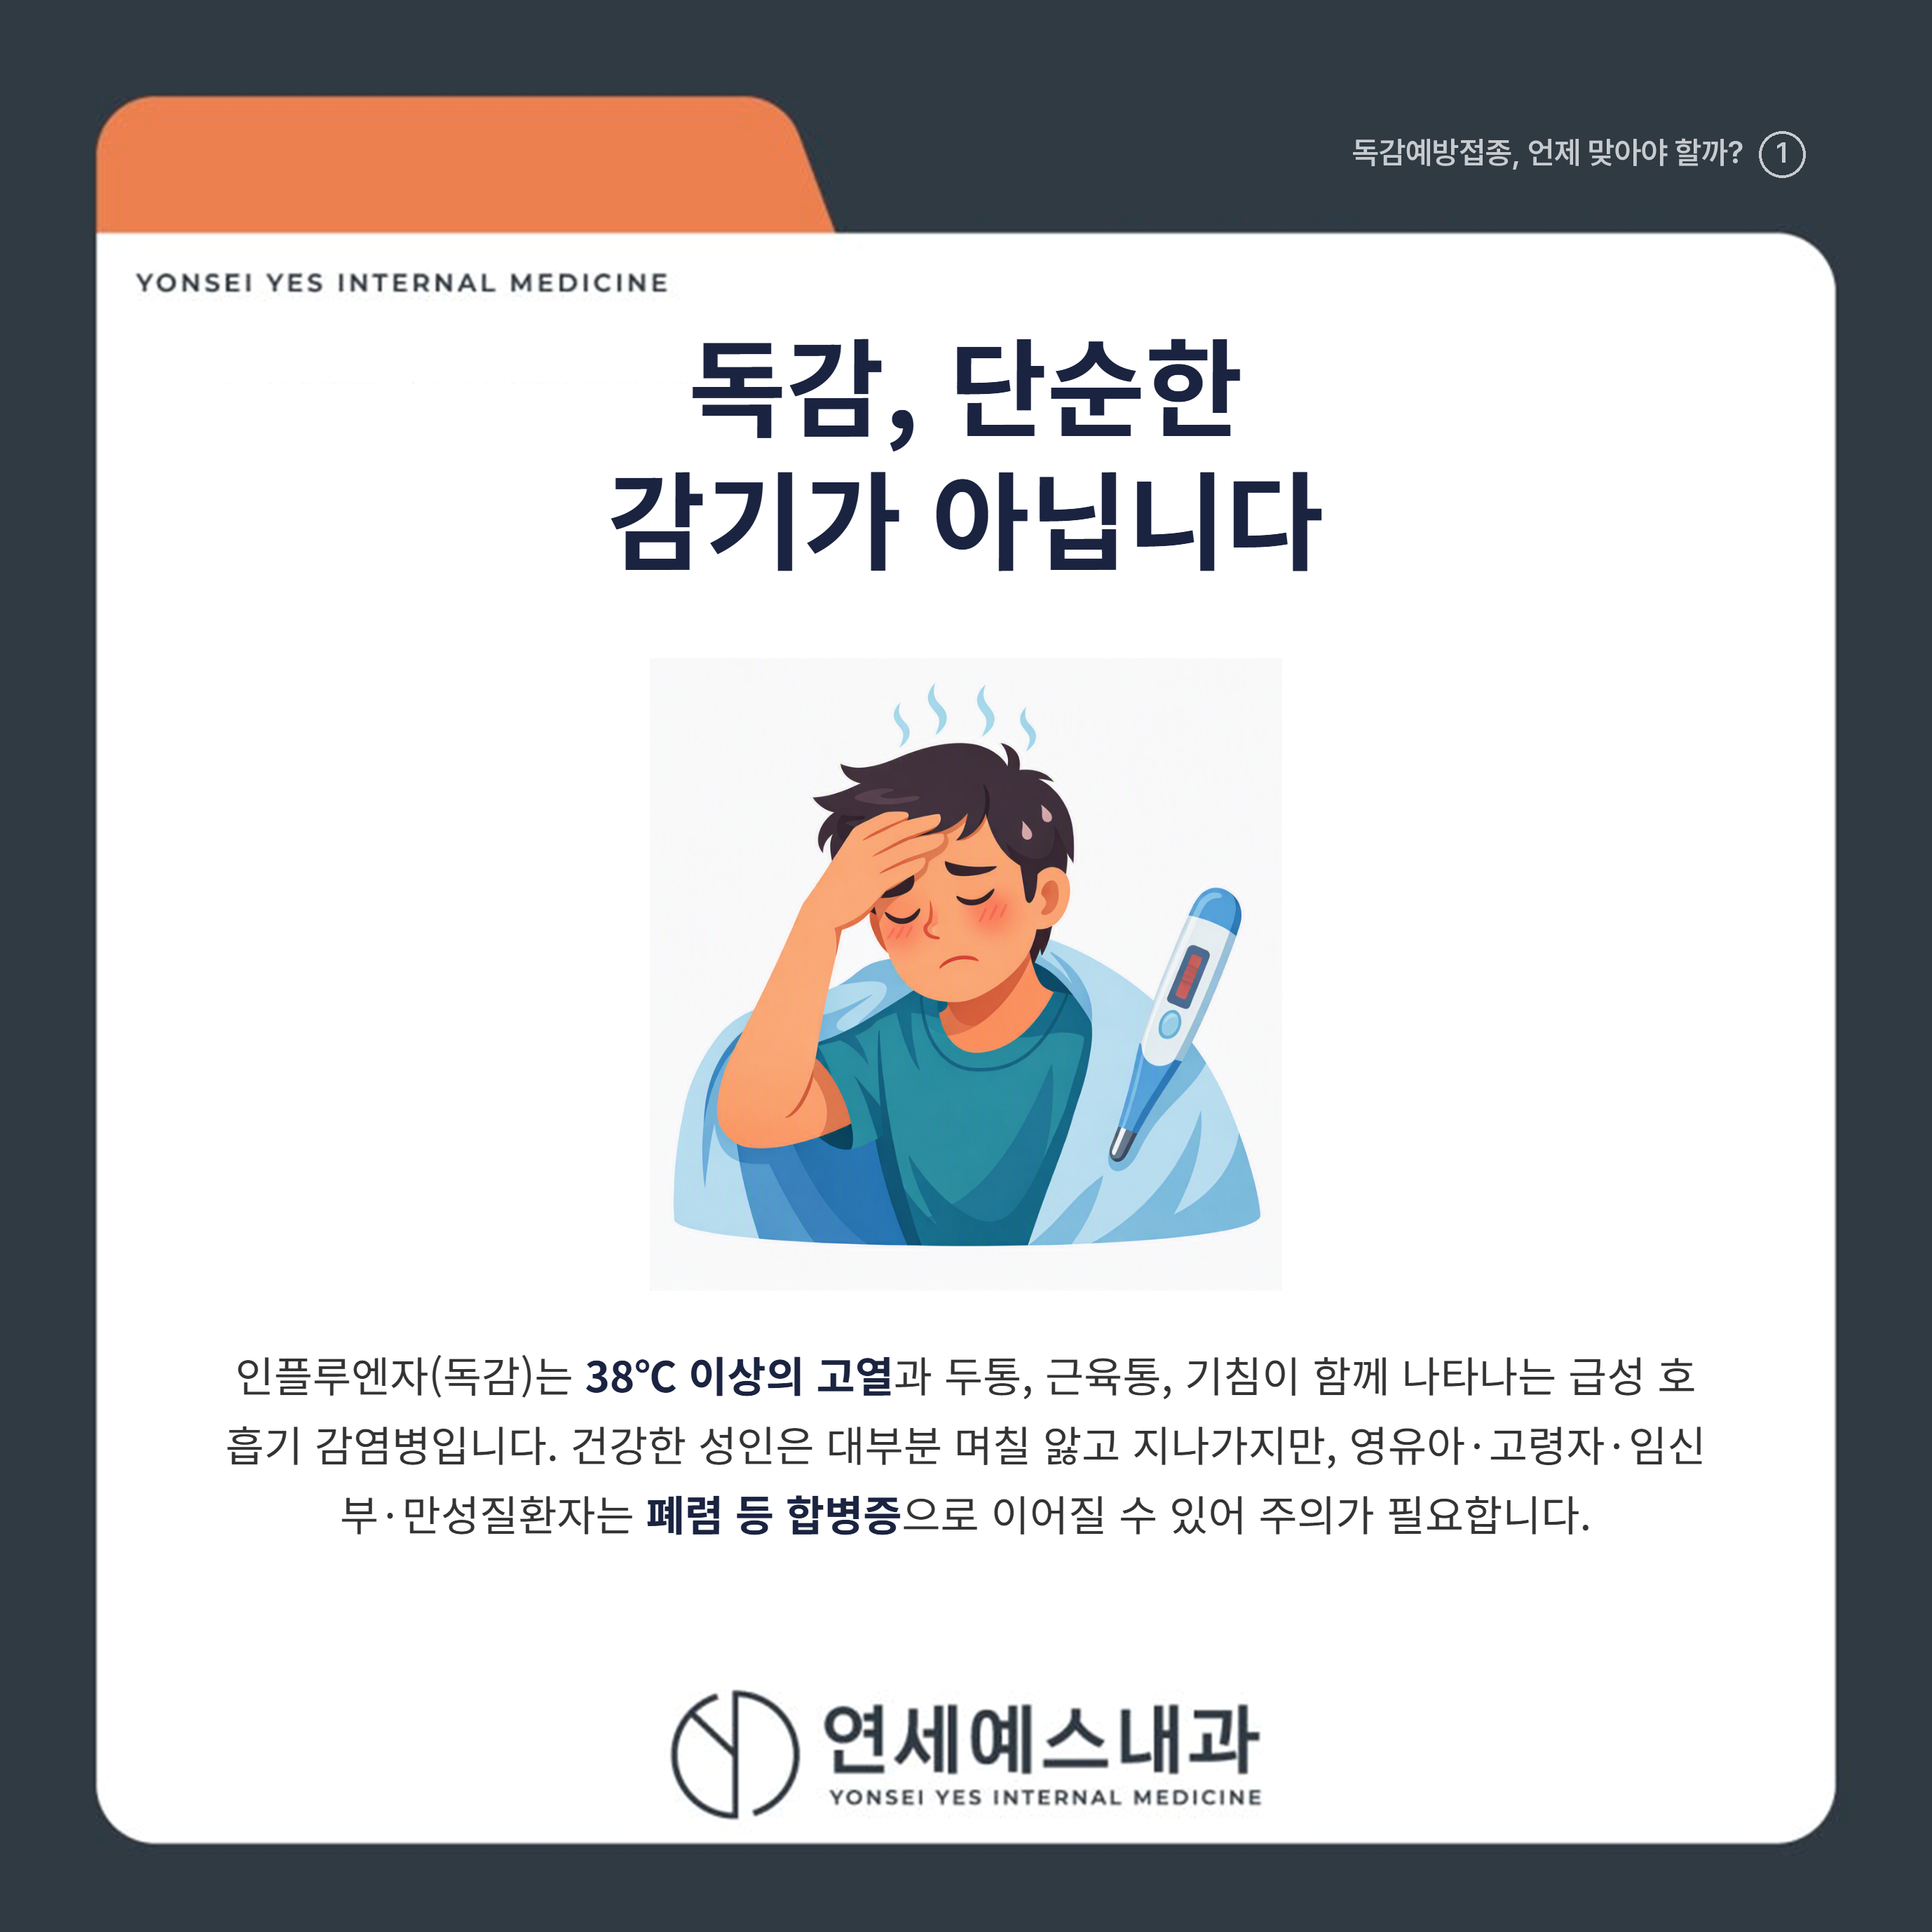 독감예방접종, 언제 맞아야 할까? 1
YONSEI YES INTERNAL MEDICINE
독감, 단순한
감기가 아닙니다
인플루엔자(독감)는 38°C 이상의 고열과 두통, 근육통, 기침이 함께 나타나는 급성 호
흡기 감염병입니다. 건강한 성인은 대부분 며칠 앓고 지나가지만, 영유아·고령자·임신
부·만성질환자는 폐렴 등 합병증으로 이어질 수 있어 주의가 필요합니다.
연세예스내과
YONSEI YES INTERNAL MEDICINE